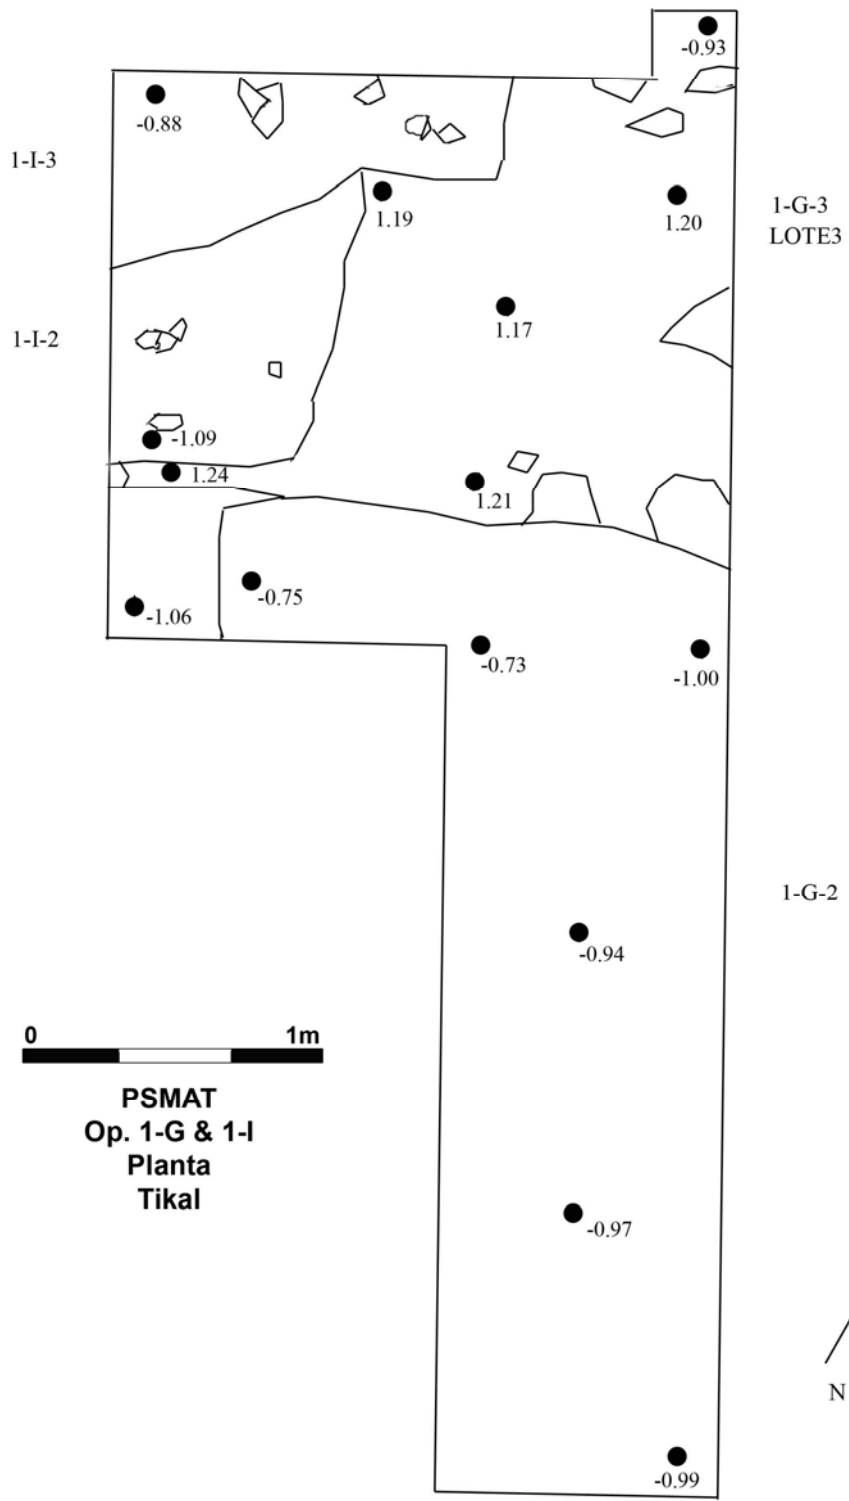 -0.93
-0.88
1-I-3
1.19
1.20
1-G-3
LOTE3
1.17
1-I-2
-1.09
1.24
1.21
-0.75
-1.06
-0.73
-1.00
1-G-2
-0.94
0 1m
PSMAT
Op. 1-G & 1-I
Planta
Tikal
-0.97
N
-0.99